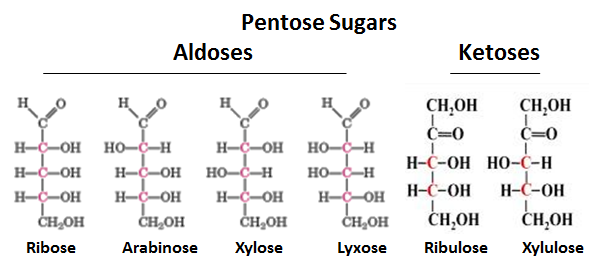 Pentose Sugars
Aldoses Ketoses
H O H O H O H O CH₂OH CH₂OH
C C C C C=O C=O
H–C–OH HO–C–H H–C–OH HO–C–H H–C–OH HO–C–H
H–C–OH H–C–OH HO–C–H HO–C–H H–C–OH H–C–OH
H–C–OH H–C–OH H–C–OH H–C–OH CH₂OH CH₂OH
CH₂OH CH₂OH CH₂OH CH₂OH
Ribose Arabinose Xylose Lyxose Ribulose Xylulose